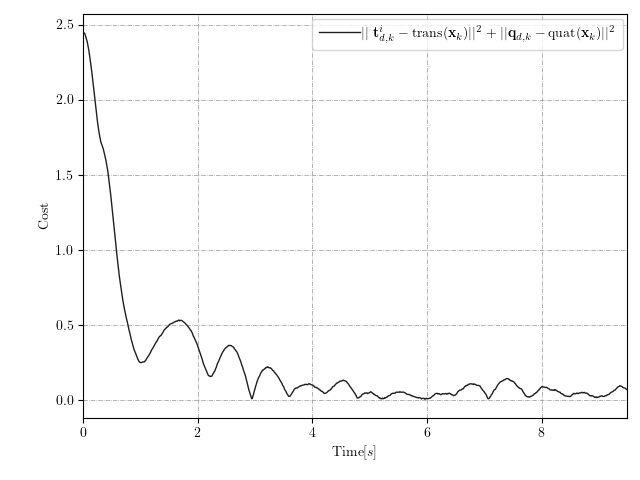 || t^i_{d,k} − trans(x_k)||² + ||q_{d,k} − quat(x_k)||²
2.5
2.0
1.5
1.0
0.5
0.0
Cost
0 2 4 6 8
Time[s]